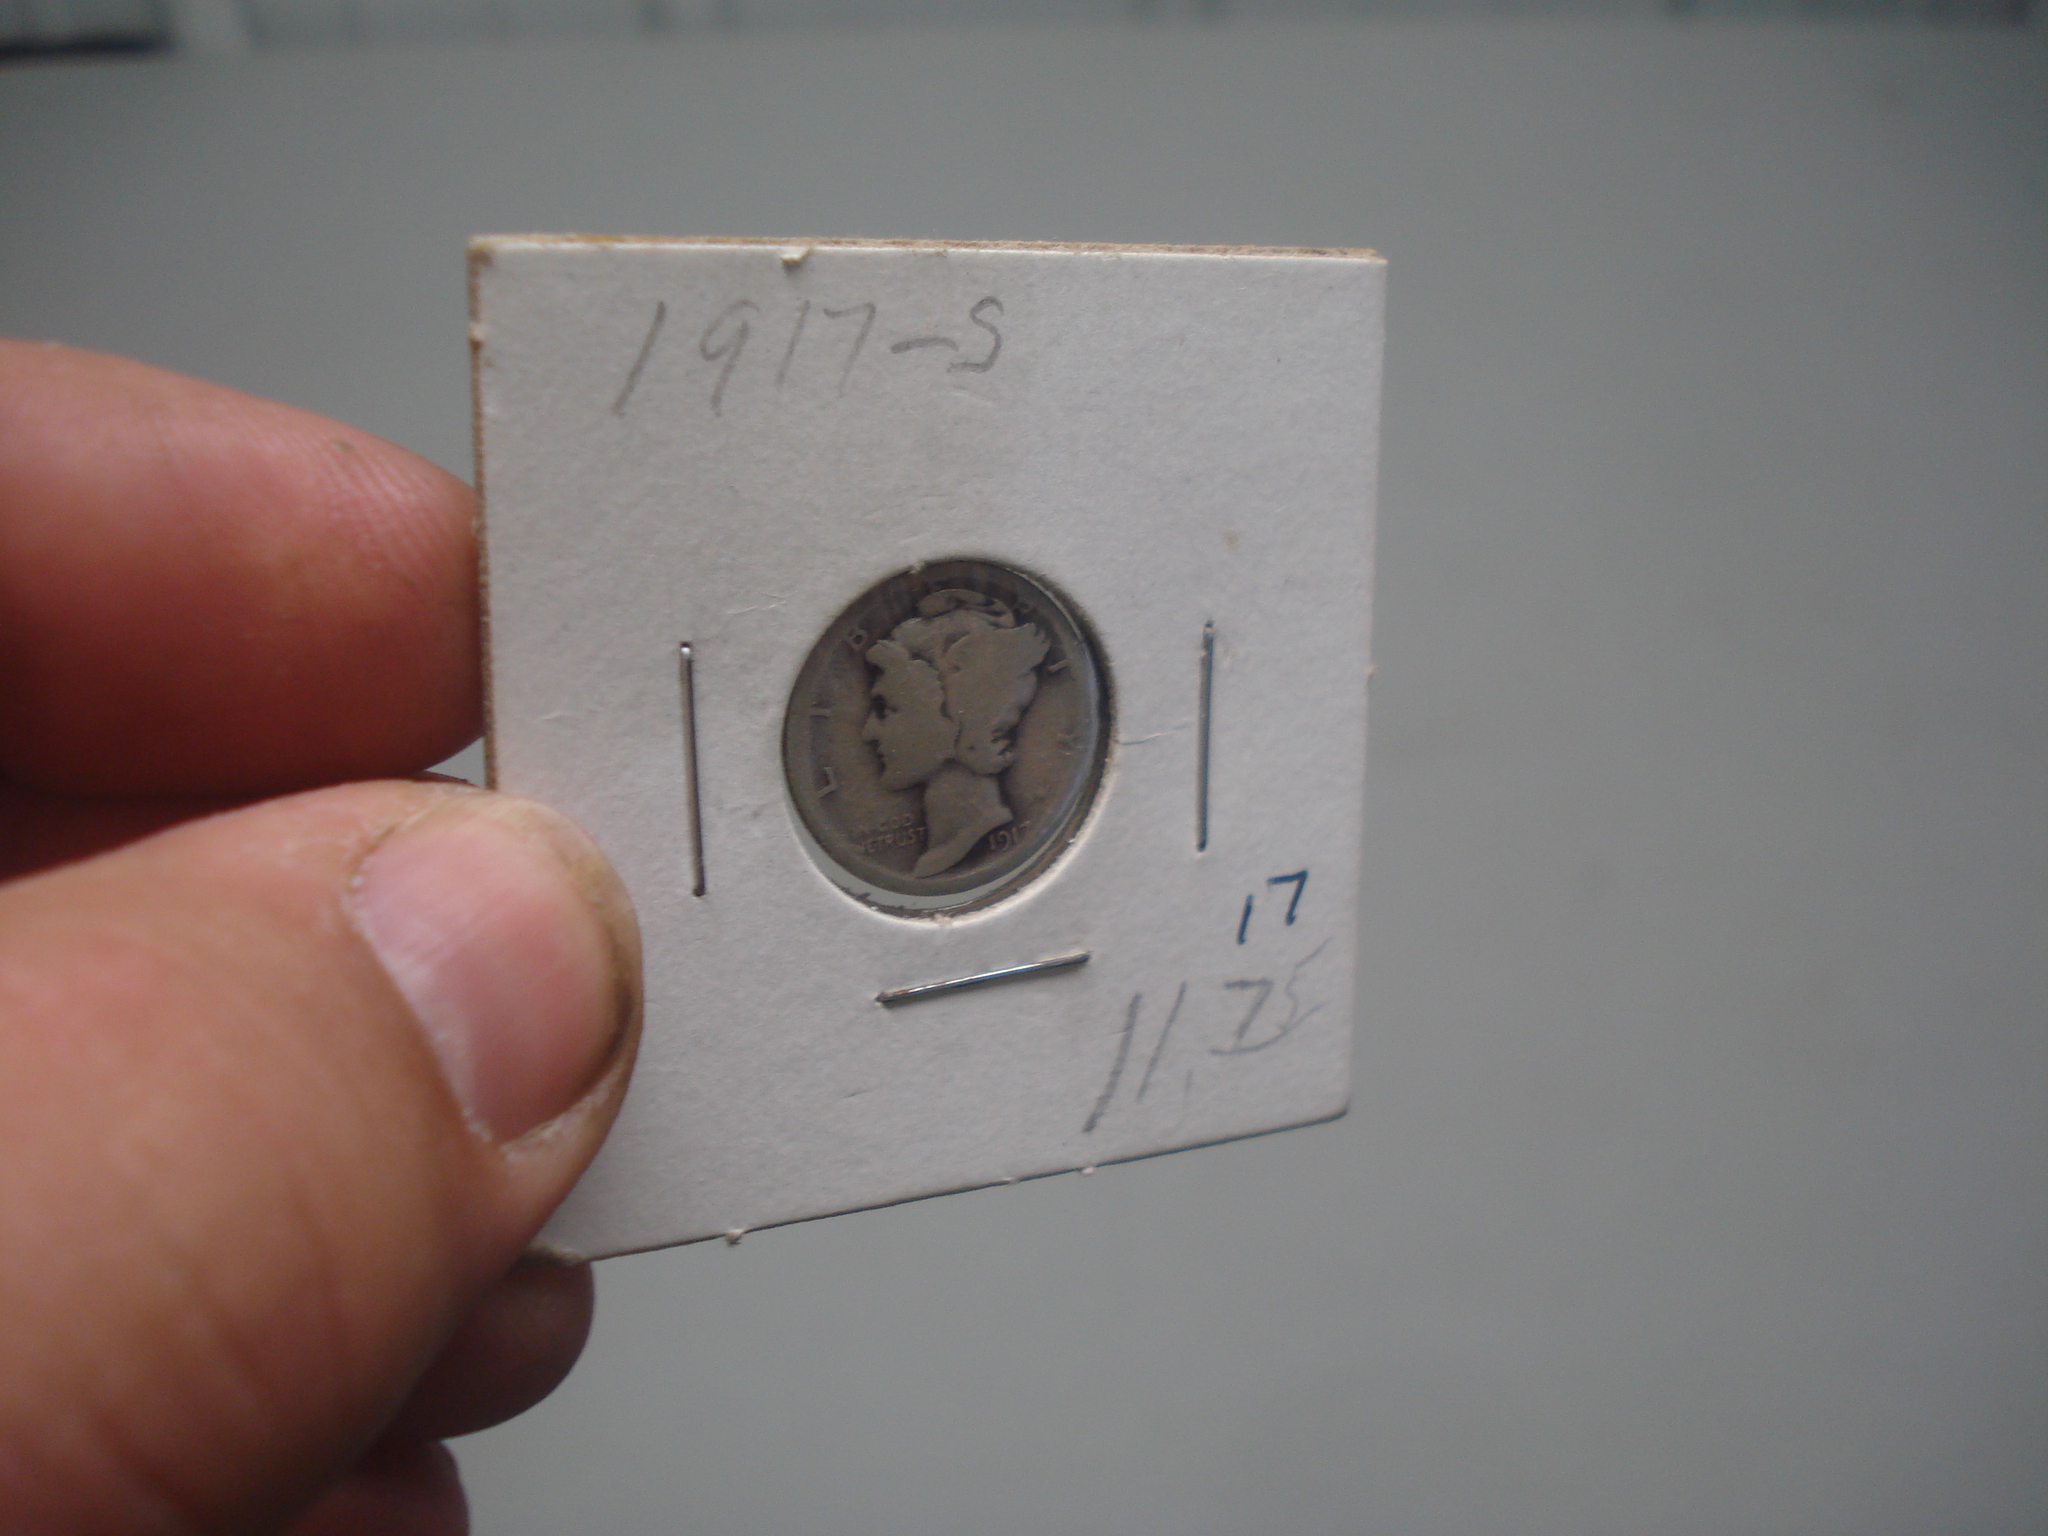 1917-S
LIBERTY
IN GOD
WE TRUST
1917
17
11.75